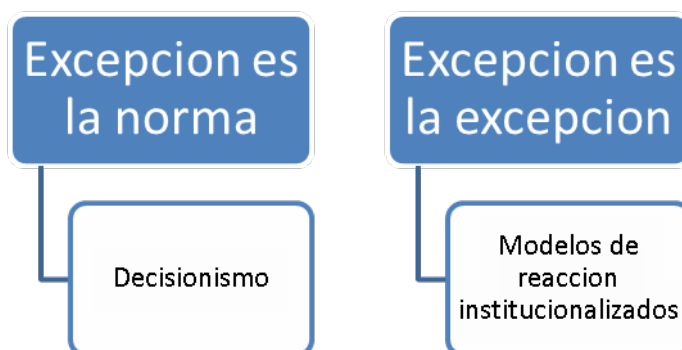 Excepcion es
la norma
Decisionismo
Excepcion es
la excepcion
Modelos de
reaccion
institucionalizados